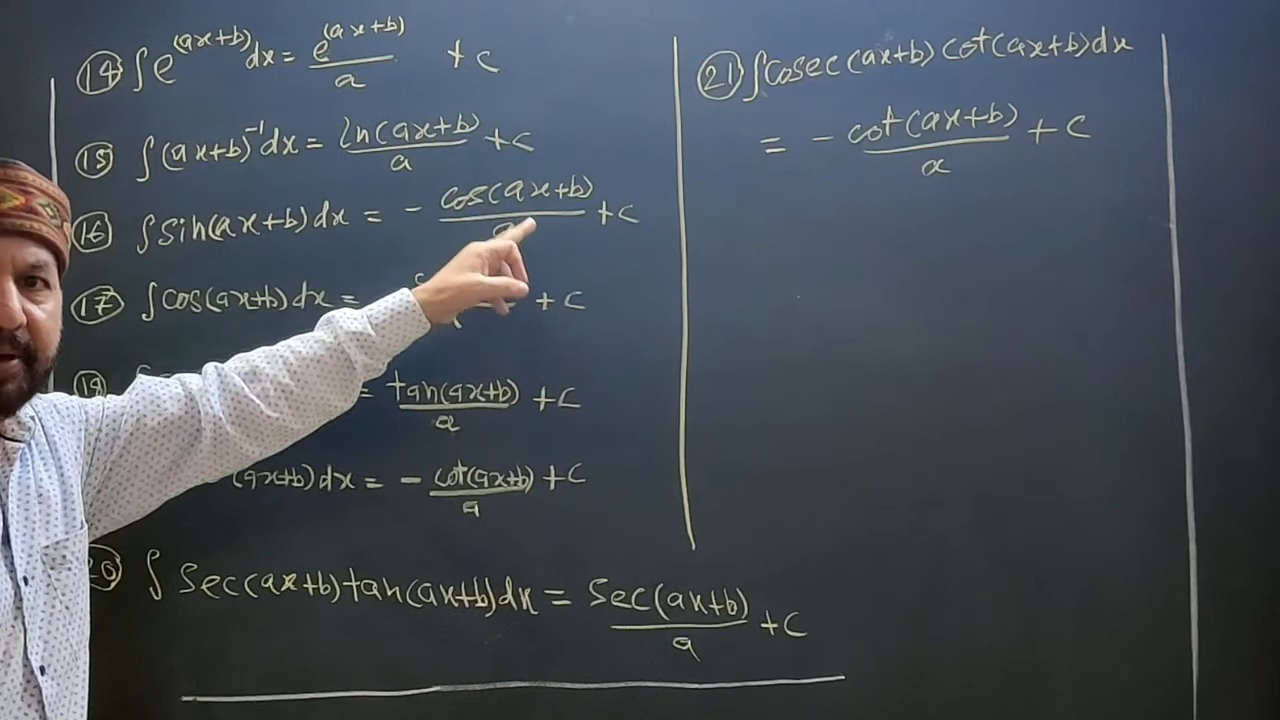 (14) ∫e^(ax+b) dx = e^(ax+b)/a + c
(15) ∫(ax+b)^-1 dx = ln(ax+b)/a + c
(16) ∫sin(ax+b)dx = - cos(ax+b)/a + c
(17) ∫cos(ax+b)dx = + c
(18) = tan(ax+b)/a + c
(ax+b)dx = - cot(ax+b)/a + c
20 ∫sec(ax+b)tan(ax+b)dx = sec(ax+b)/a + c
(21) ∫cosec(ax+b)cot(ax+b)dx
= - cot(ax+b)/a + c